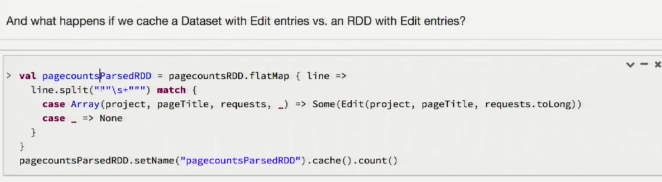 And what happens if we cache a Dataset with Edit entries vs. an RDD with Edit entries?
> val pagecountsParsedRDD = pagecountsRDD.flatMap { line =>
line.split("""\s+""") match {
case Array(project, pageTitle, requests, _) => Some(Edit(project, pageTitle, requests.toLong))
case _ => None
}
}
pagecountsParsedRDD.setName("pagecountsParsedRDD").cache().count()